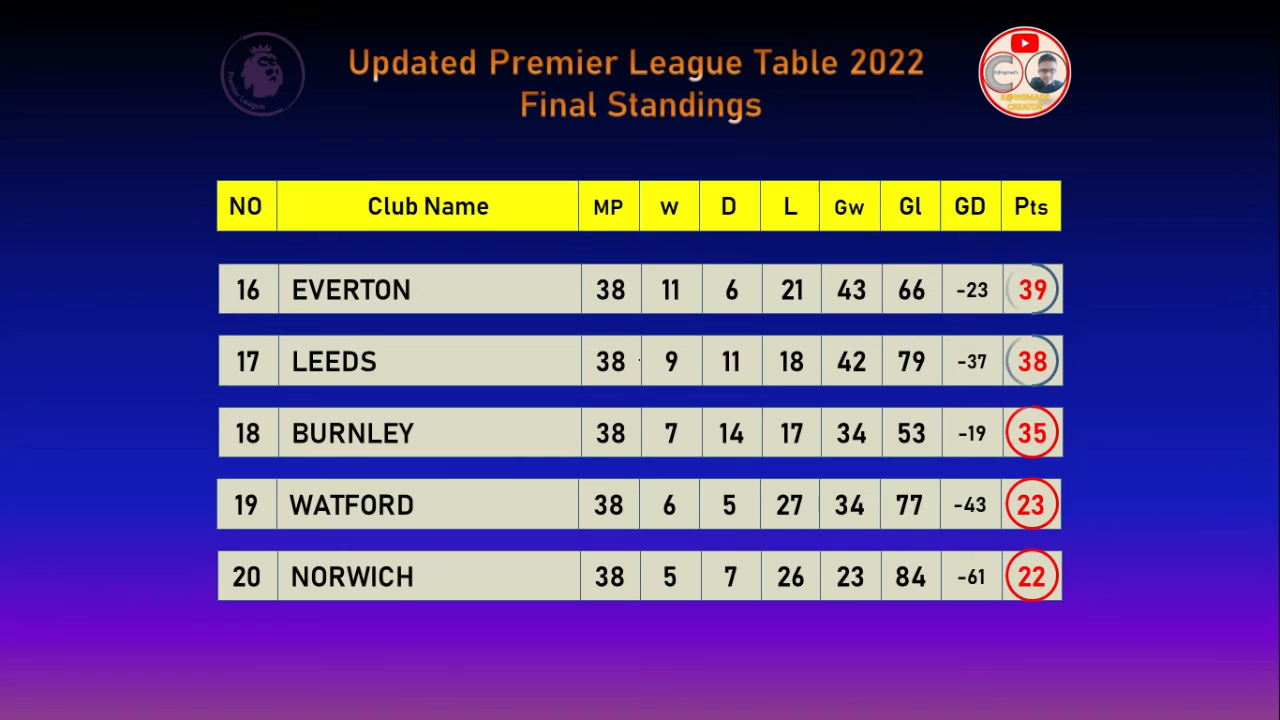 Updated Premier League Table 2022
Final Standings
Premier League
NO Club Name MP w D L Gw Gl GD Pts
16 EVERTON 38 11 6 21 43 66 -23 39
17 LEEDS 38 9 11 18 42 79 -37 38
18 BURNLEY 38 7 14 17 34 53 -19 35
19 WATFORD 38 6 5 27 34 77 -43 23
20 NORWICH 38 5 7 26 23 84 -61 22